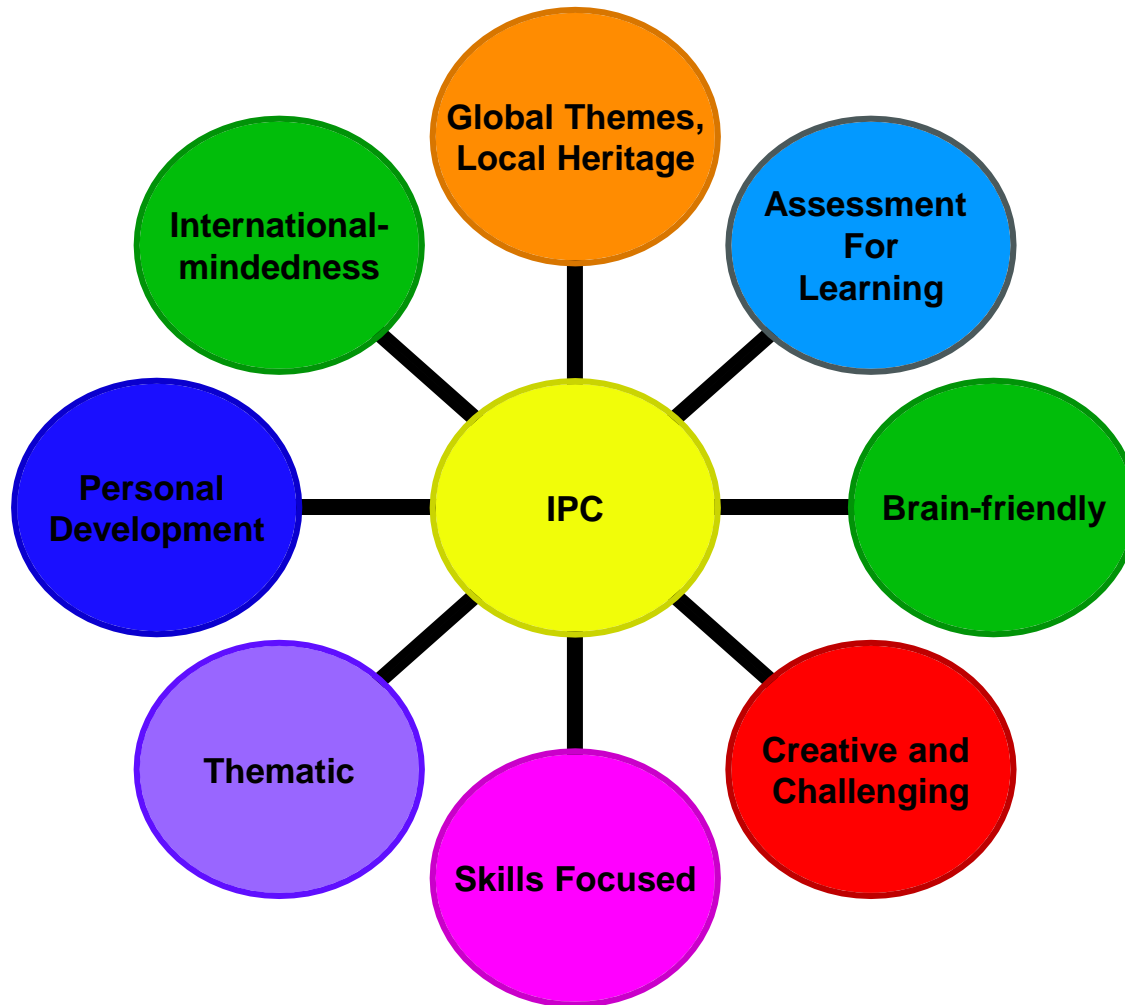 Global Themes,
Local Heritage
Assessment
For
Learning
International-
mindedness
Personal
Development
IPC
Brain-friendly
Thematic
Creative and
Challenging
Skills Focused